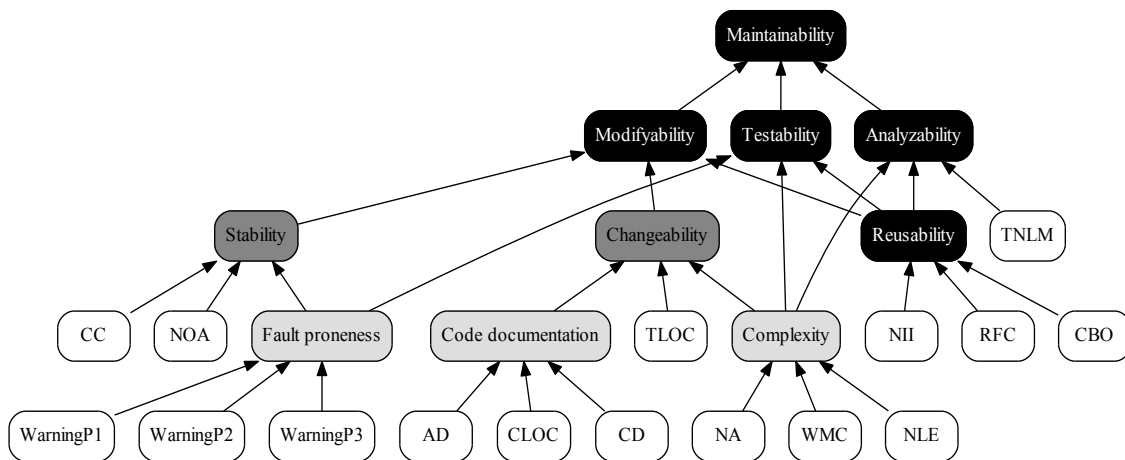 Maintainability
Modifyability
Testability
Analyzability
Stability
Changeability
Reusability
TNLM
CC
NOA
Fault proneness
Code documentation
TLOC
Complexity
NII
RFC
CBO
WarningP1
WarningP2
WarningP3
AD
CLOC
CD
NA
WMC
NLE